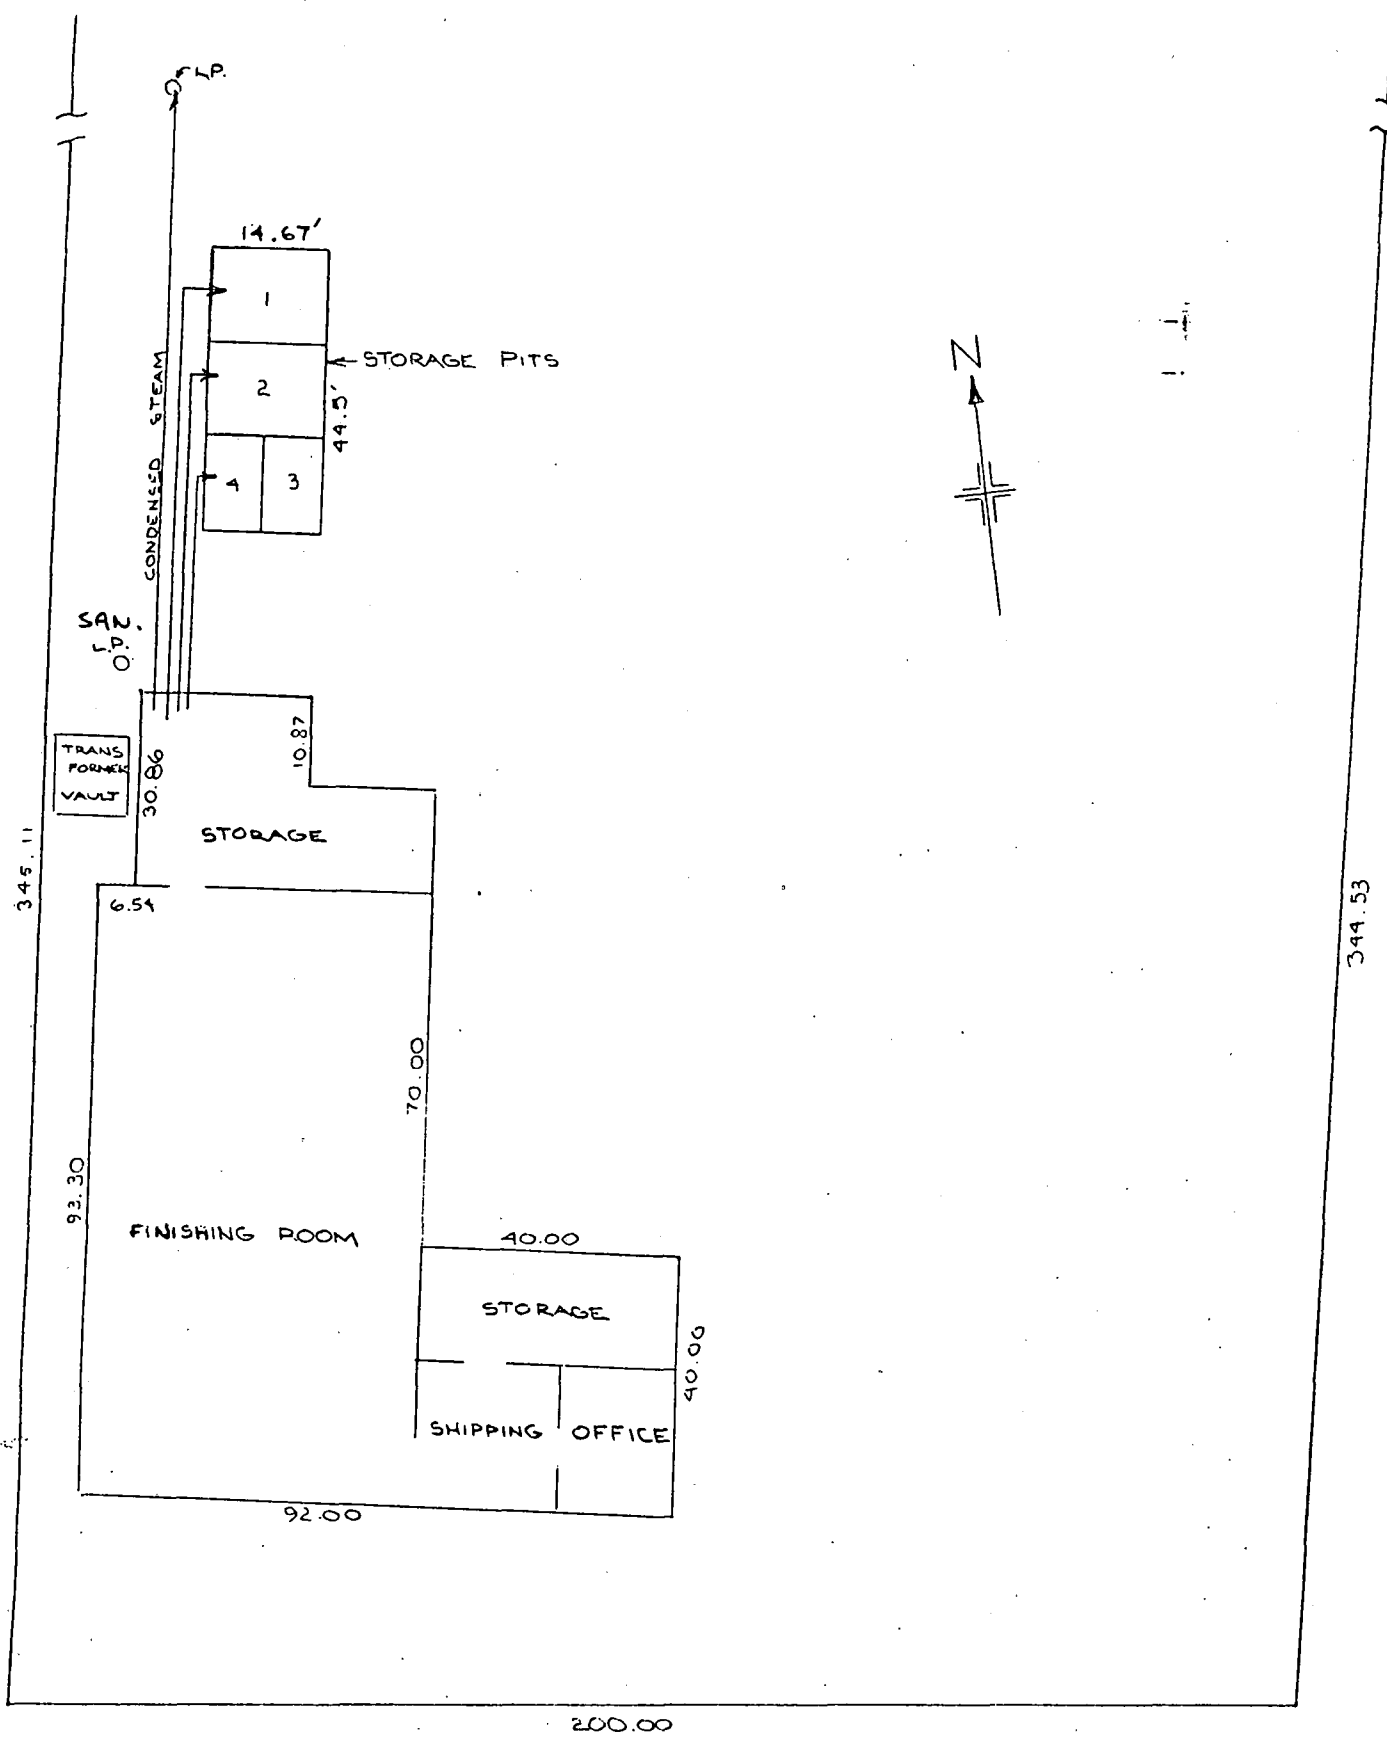 L.P.
14.67'
1
STORAGE PITS
2
44.5'
CONDENSED STEAM
4
3
N
SAN.
L.P.
TRANS
FORMER
VAULT
30.86
10.87
STORAGE
345.11
6.54
344.53
70.00
93.30
FINISHING ROOM
40.00
STORAGE
40.00
SHIPPING
OFFICE
92.00
200.00